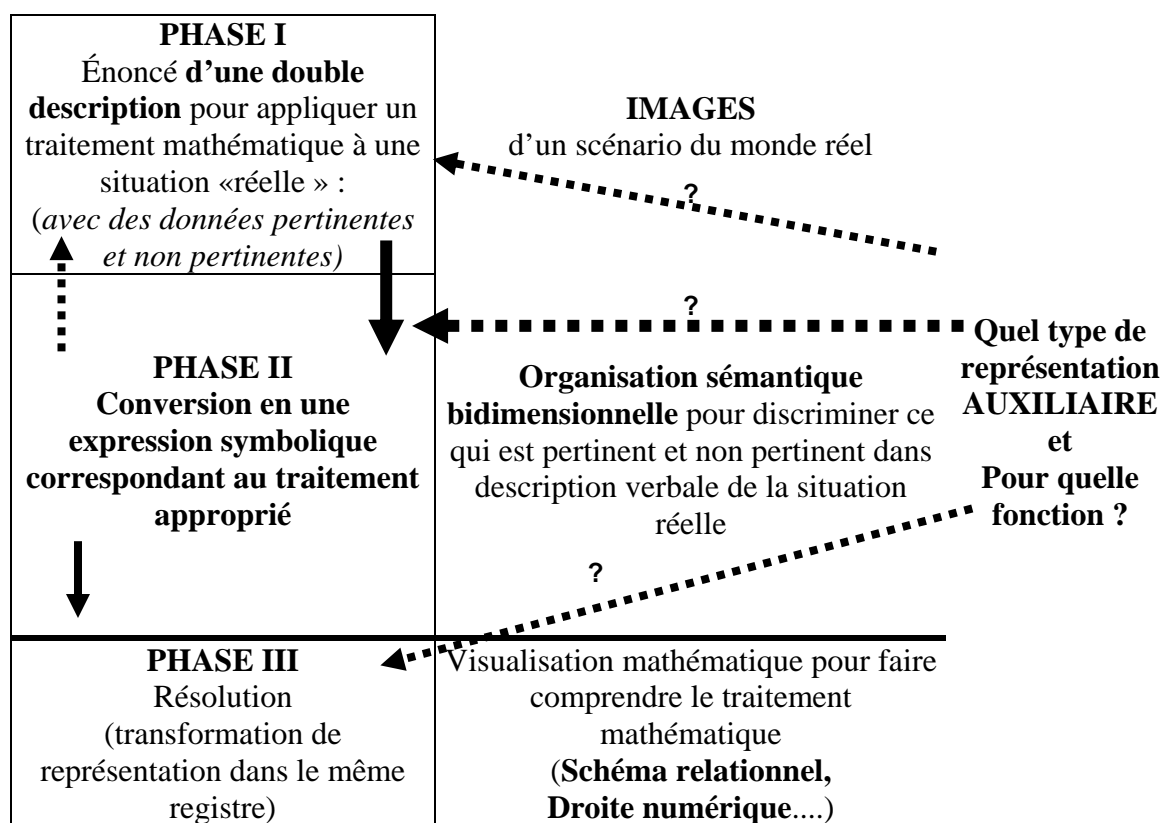 PHASE I
Énoncé d'une double
description pour appliquer un
traitement mathématique à une
situation «réelle » :
(avec des données pertinentes
et non pertinentes)
IMAGES
d'un scénario du monde réel
?
?
PHASE II
Conversion en une
expression symbolique
correspondant au traitement
approprié
Organisation sémantique
bidimensionnelle pour discriminer ce
qui est pertinent et non pertinent dans
description verbale de la situation
réelle
?
Quel type de
représentation
AUXILIAIRE
et
Pour quelle
fonction ?
PHASE III
Résolution
(transformation de
représentation dans le même
registre)
Visualisation mathématique pour faire
comprendre le traitement
mathématique
(Schéma relationnel,
Droite numérique....)